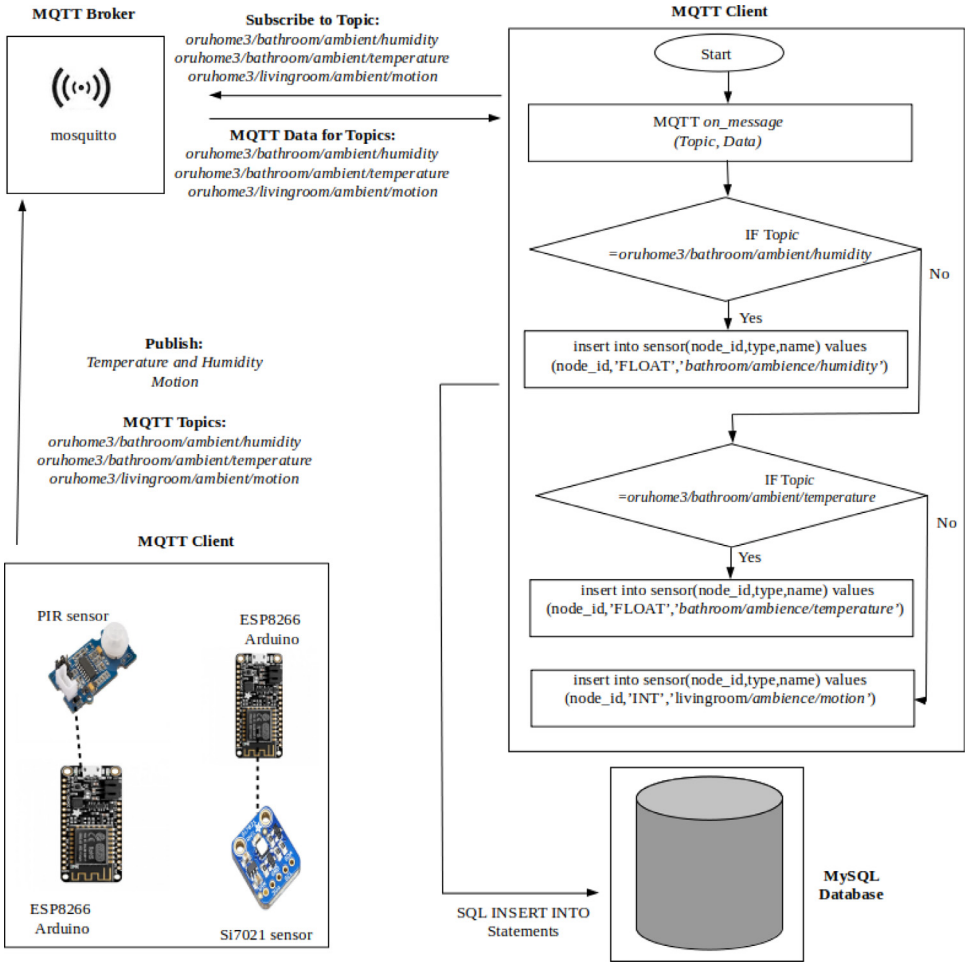 MQTT Broker
mosquitto
Subscribe to Topic:
oruhome3/bathroom/ambient/humidity
oruhome3/bathroom/ambient/temperature
oruhome3/livingroom/ambient/motion
MQTT Data for Topics:
oruhome3/bathroom/ambient/humidity
oruhome3/bathroom/ambient/temperature
oruhome3/livingroom/ambient/motion
Publish:
Temperature and Humidity
Motion
MQTT Topics:
oruhome3/bathroom/ambient/humidity
oruhome3/bathroom/ambient/temperature
oruhome3/livingroom/ambient/motion
MQTT Client
PIR sensor
ESP8266
Arduino
ESP8266
Arduino
Si7021 sensor
MQTT Client
Start
MQTT on_message
(Topic, Data)
IF Topic
=oruhome3/bathroom/ambient/humidity
No
Yes
insert into sensor(node_id,type,name) values
(node_id,’FLOAT’,’bathroom/ambience/humidity’)
IF Topic
=oruhome3/bathroom/ambient/temperature
No
Yes
insert into sensor(node_id,type,name) values
(node_id,’FLOAT’,’bathroom/ambience/temperature’)
insert into sensor(node_id,type,name) values
(node_id,’INT’,’livingroom/ambience/motion’)
SQL INSERT INTO
Statements
MySQL
Database